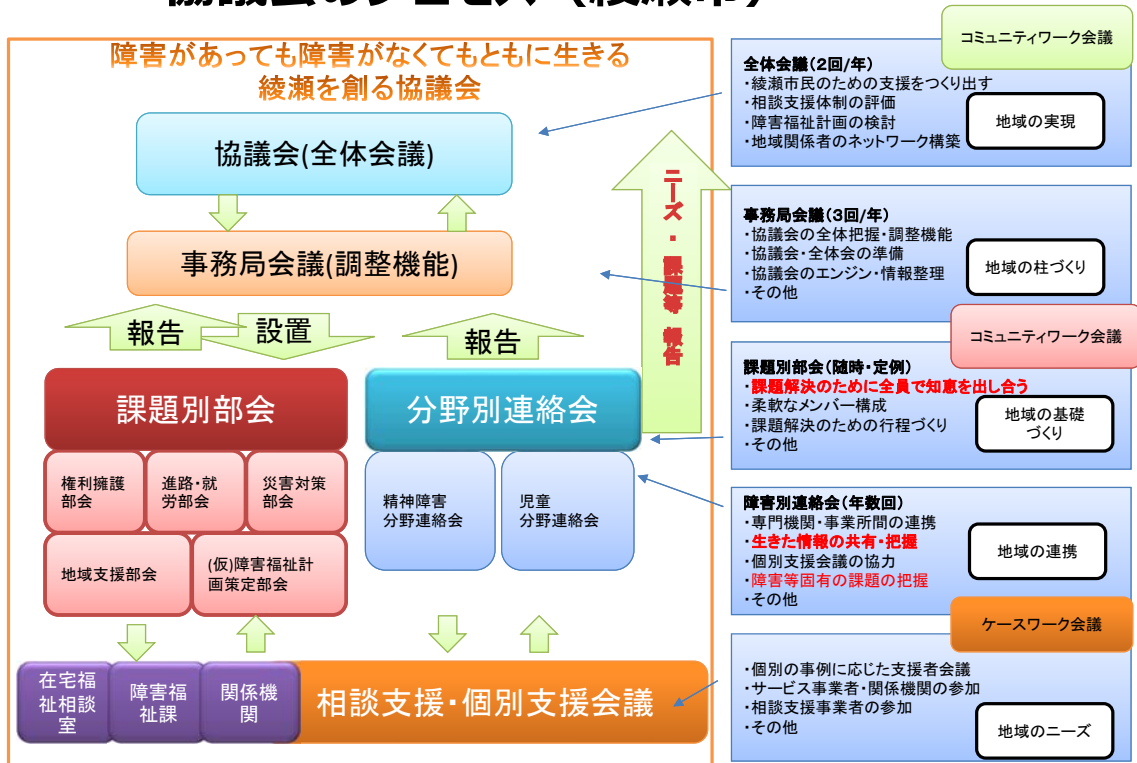 協議会のプロセス（綾瀬市）
障害があっても障害がなくてもともに生きる
綾瀬を創る協議会
協議会(全体会議)
事務局会議(調整機能)
報告
設置
報告
ニーズ・課題等 報告
課題別部会
分野別連絡会
権利擁護
部会
進路・就
労部会
災害対策
部会
地域支援部会
(仮)障害福祉計
画策定部会
精神障害
分野連絡会
児童
分野連絡会
在宅福
祉相談
室
障害福
祉課
関係機
関
相談支援・個別支援会議
コミュニティワーク会議
全体会議(2回/年)
・綾瀬市民のための支援をつくり出す
・相談支援体制の評価
・障害福祉計画の検討
・地域関係者のネットワーク構築
地域の実現
事務局会議(3回/年)
・協議会の全体把握・調整機能
・協議会・全体会の準備
・協議会のエンジン・情報整理
・その他
地域の柱づくり
コミュニティワーク会議
課題別部会(随時・定例)
・課題解決のために全員で知恵を出し合う
・柔軟なメンバー構成
・課題解決のための行程づくり
・その他
地域の基礎
づくり
障害別連絡会(年数回)
・専門機関・事業所間の連携
・生きた情報の共有・把握
・個別支援会議の協力
・障害等固有の課題の把握
・その他
地域の連携
ケースワーク会議
・個別の事例に応じた支援者会議
・サービス事業者・関係機関の参加
・相談支援事業者の参加
・その他
地域のニーズ